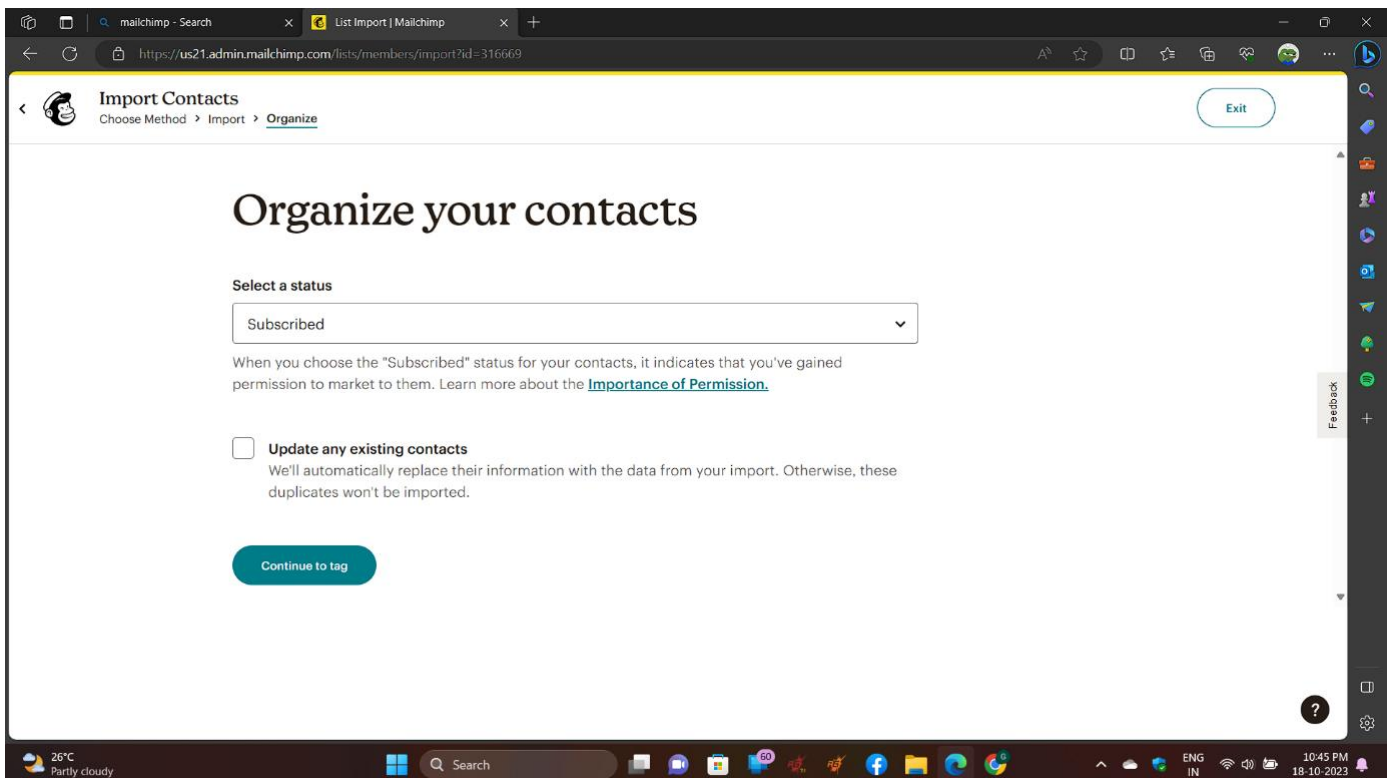 mailchimp - Search
List Import | Mailchimp
https://us21.admin.mailchimp.com/lists/members/import?id=316669
Import Contacts
Choose Method > Import > Organize
Exit
Organize your contacts
Select a status
Subscribed
When you choose the "Subscribed" status for your contacts, it indicates that you've gained
permission to market to them. Learn more about the Importance of Permission.
Update any existing contacts
We'll automatically replace their information with the data from your import. Otherwise, these
duplicates won't be imported.
Continue to tag
Feedback
?
26°C
Partly cloudy
Search
60
ENG
IN
10:45 PM
18-10-2023